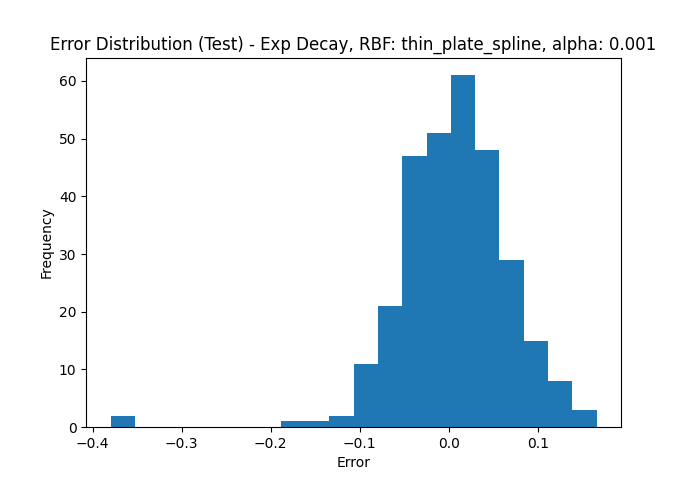 Error Distribution (Test) - Exp Decay, RBF: thin_plate_spline, alpha: 0.001
60
50
40
30
20
10
0
Frequency
−0.4 −0.3 −0.2 −0.1 0.0 0.1
Error